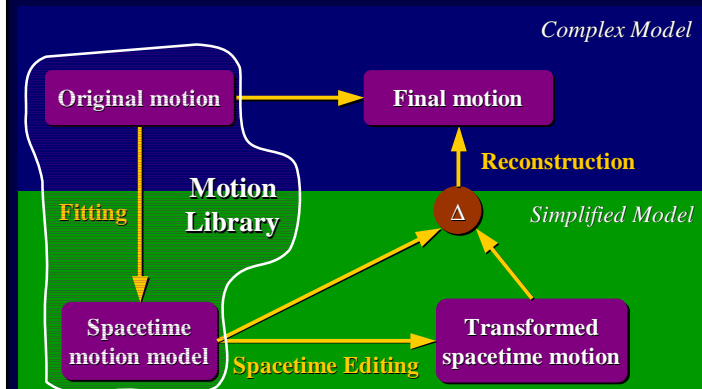 Complex Model
Original motion
Final motion
Reconstruction
Motion
Library
Fitting
Δ
Simplified Model
Spacetime
motion model
Transformed
spacetime motion
Spacetime Editing